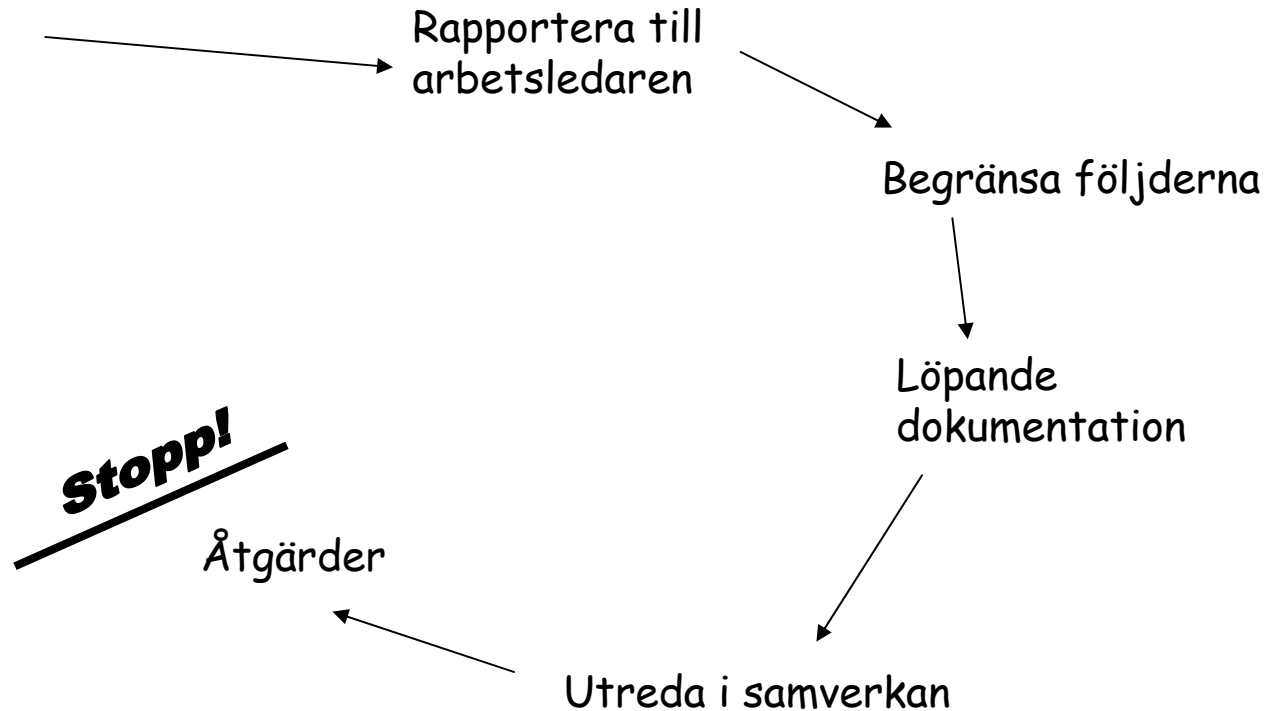 Rapportera till
arbetsledaren
Begränsa följderna
Löpande
dokumentation
Utreda i samverkan
Åtgärder
Stopp!